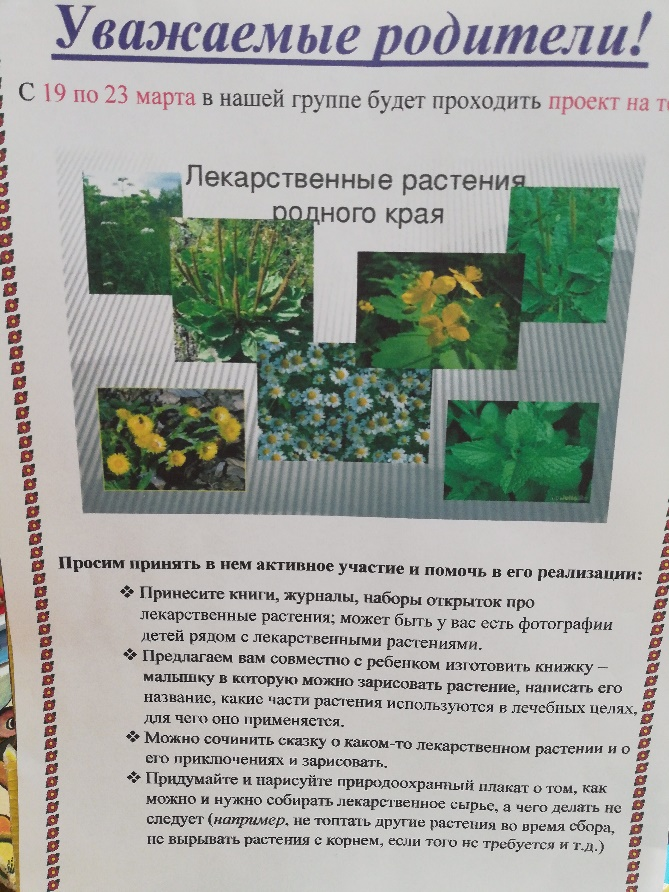 Уважаемые родители!
С 19 по 23 марта в нашей группе будет проходить проект на
Лекарственные растения
родного края
Просим принять в нем активное участие и помочь в его реализации:
❖ Принесите книги, журналы, наборы открыток про
лекарственные растения; может быть у вас есть фотографии
детей рядом с лекарственными растениями.
❖ Предлагаем вам совместно с ребенком изготовить книжку –
малышку в которую можно зарисовать растение, написать его
название, какие части растения используются в лечебных целях,
для чего оно применяется.
❖ Можно сочинить сказку о каком-то лекарственном растении и о
его приключениях и зарисовать.
❖ Придумайте и нарисуйте природоохранный плакат о том, как
можно и нужно собирать лекарственное сырье, а чего делать не
следует (например, не топтать другие растения во время сбора,
не вырывать растения с корнем, если того не требуется и т.д.)